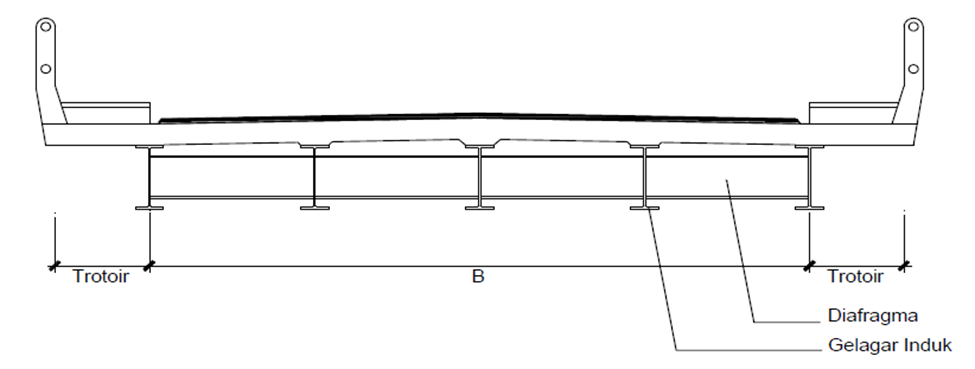 Trotoir
B
Trotoir
Diafragma
Gelagar Induk